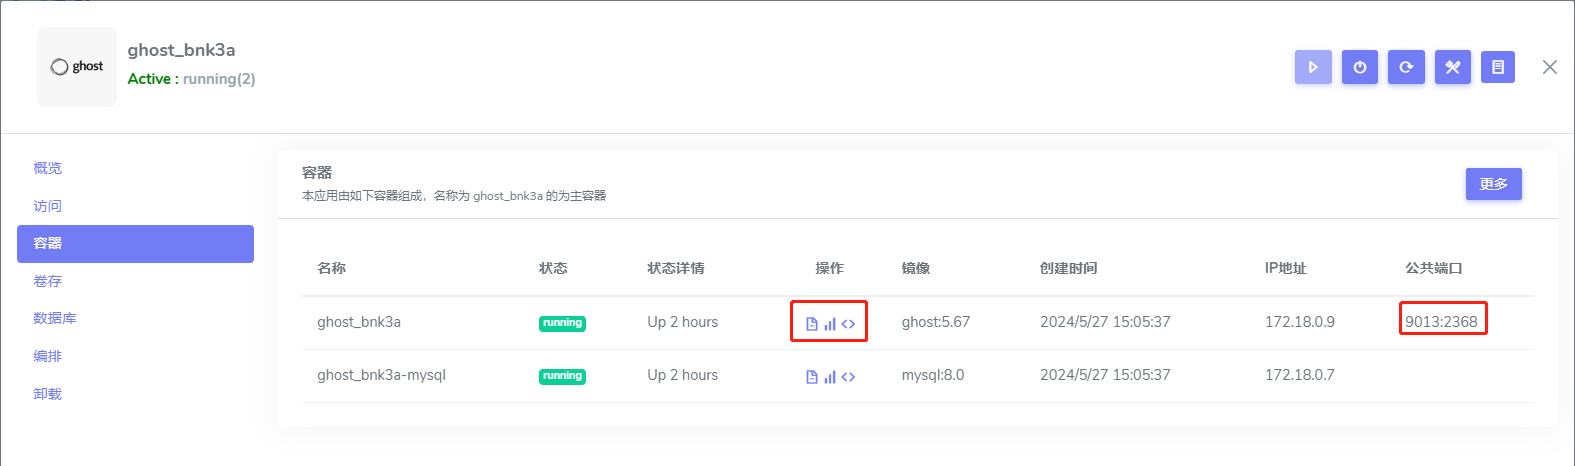 ghost
ghost_bnk3a
Active : running(2)
概览
访问
容器
卷存
数据库
编排
卸载
容器
本应用由如下容器组成，名称为 ghost_bnk3a 的为主容器
更多
名称 状态 状态详情 操作 镜像 创建时间 IP地址 公共端口
ghost_bnk3a running Up 2 hours ghost:5.67 2024/5/27 15:05:37 172.18.0.9 9013:2368
ghost_bnk3a-mysql running Up 2 hours mysql:8.0 2024/5/27 15:05:37 172.18.0.7